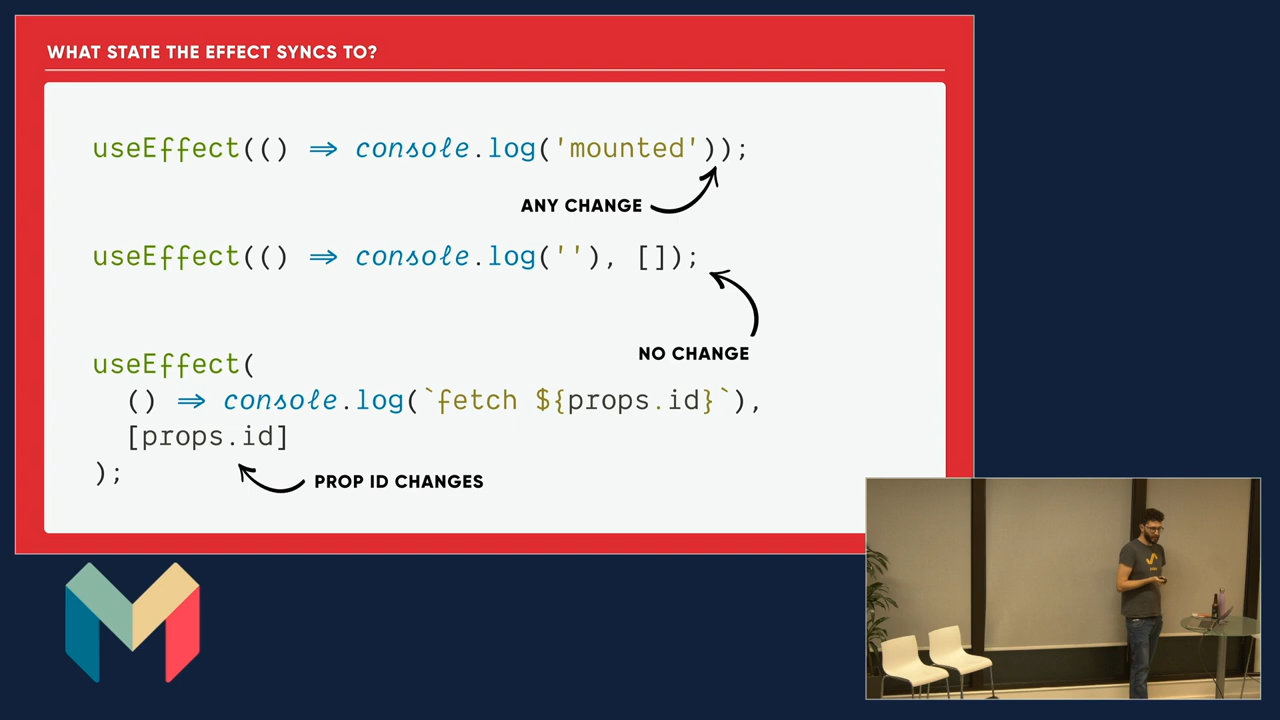 WHAT STATE THE EFFECT SYNCS TO?
useEffect(() ⇒ console.log('mounted'));
ANY CHANGE
useEffect(() ⇒ console.log(''), []);
NO CHANGE
useEffect(
() ⇒ console.log(`fetch ${props.id}`),
[props.id]
);
PROP ID CHANGES